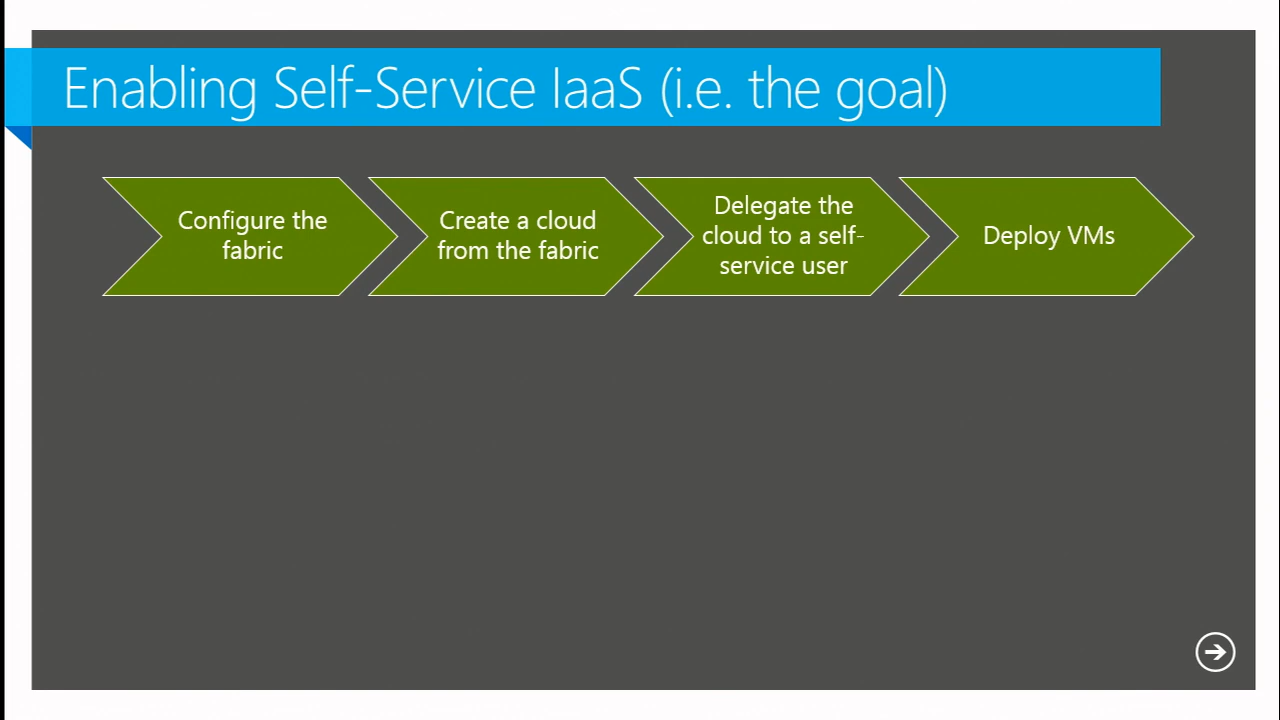 Enabling Self-Service IaaS (i.e. the goal)
Configure the
fabric
Create a cloud
from the fabric
Delegate the
cloud to a self-
service user
Deploy VMs